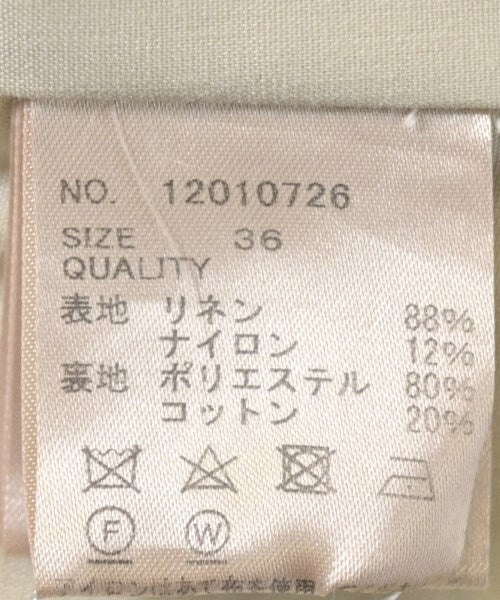 NO. 12010726
SIZE 36
QUALITY
表地 リネン 88%
ナイロン 12%
裏地 ポリエステル 80%
コットン 20%
F W